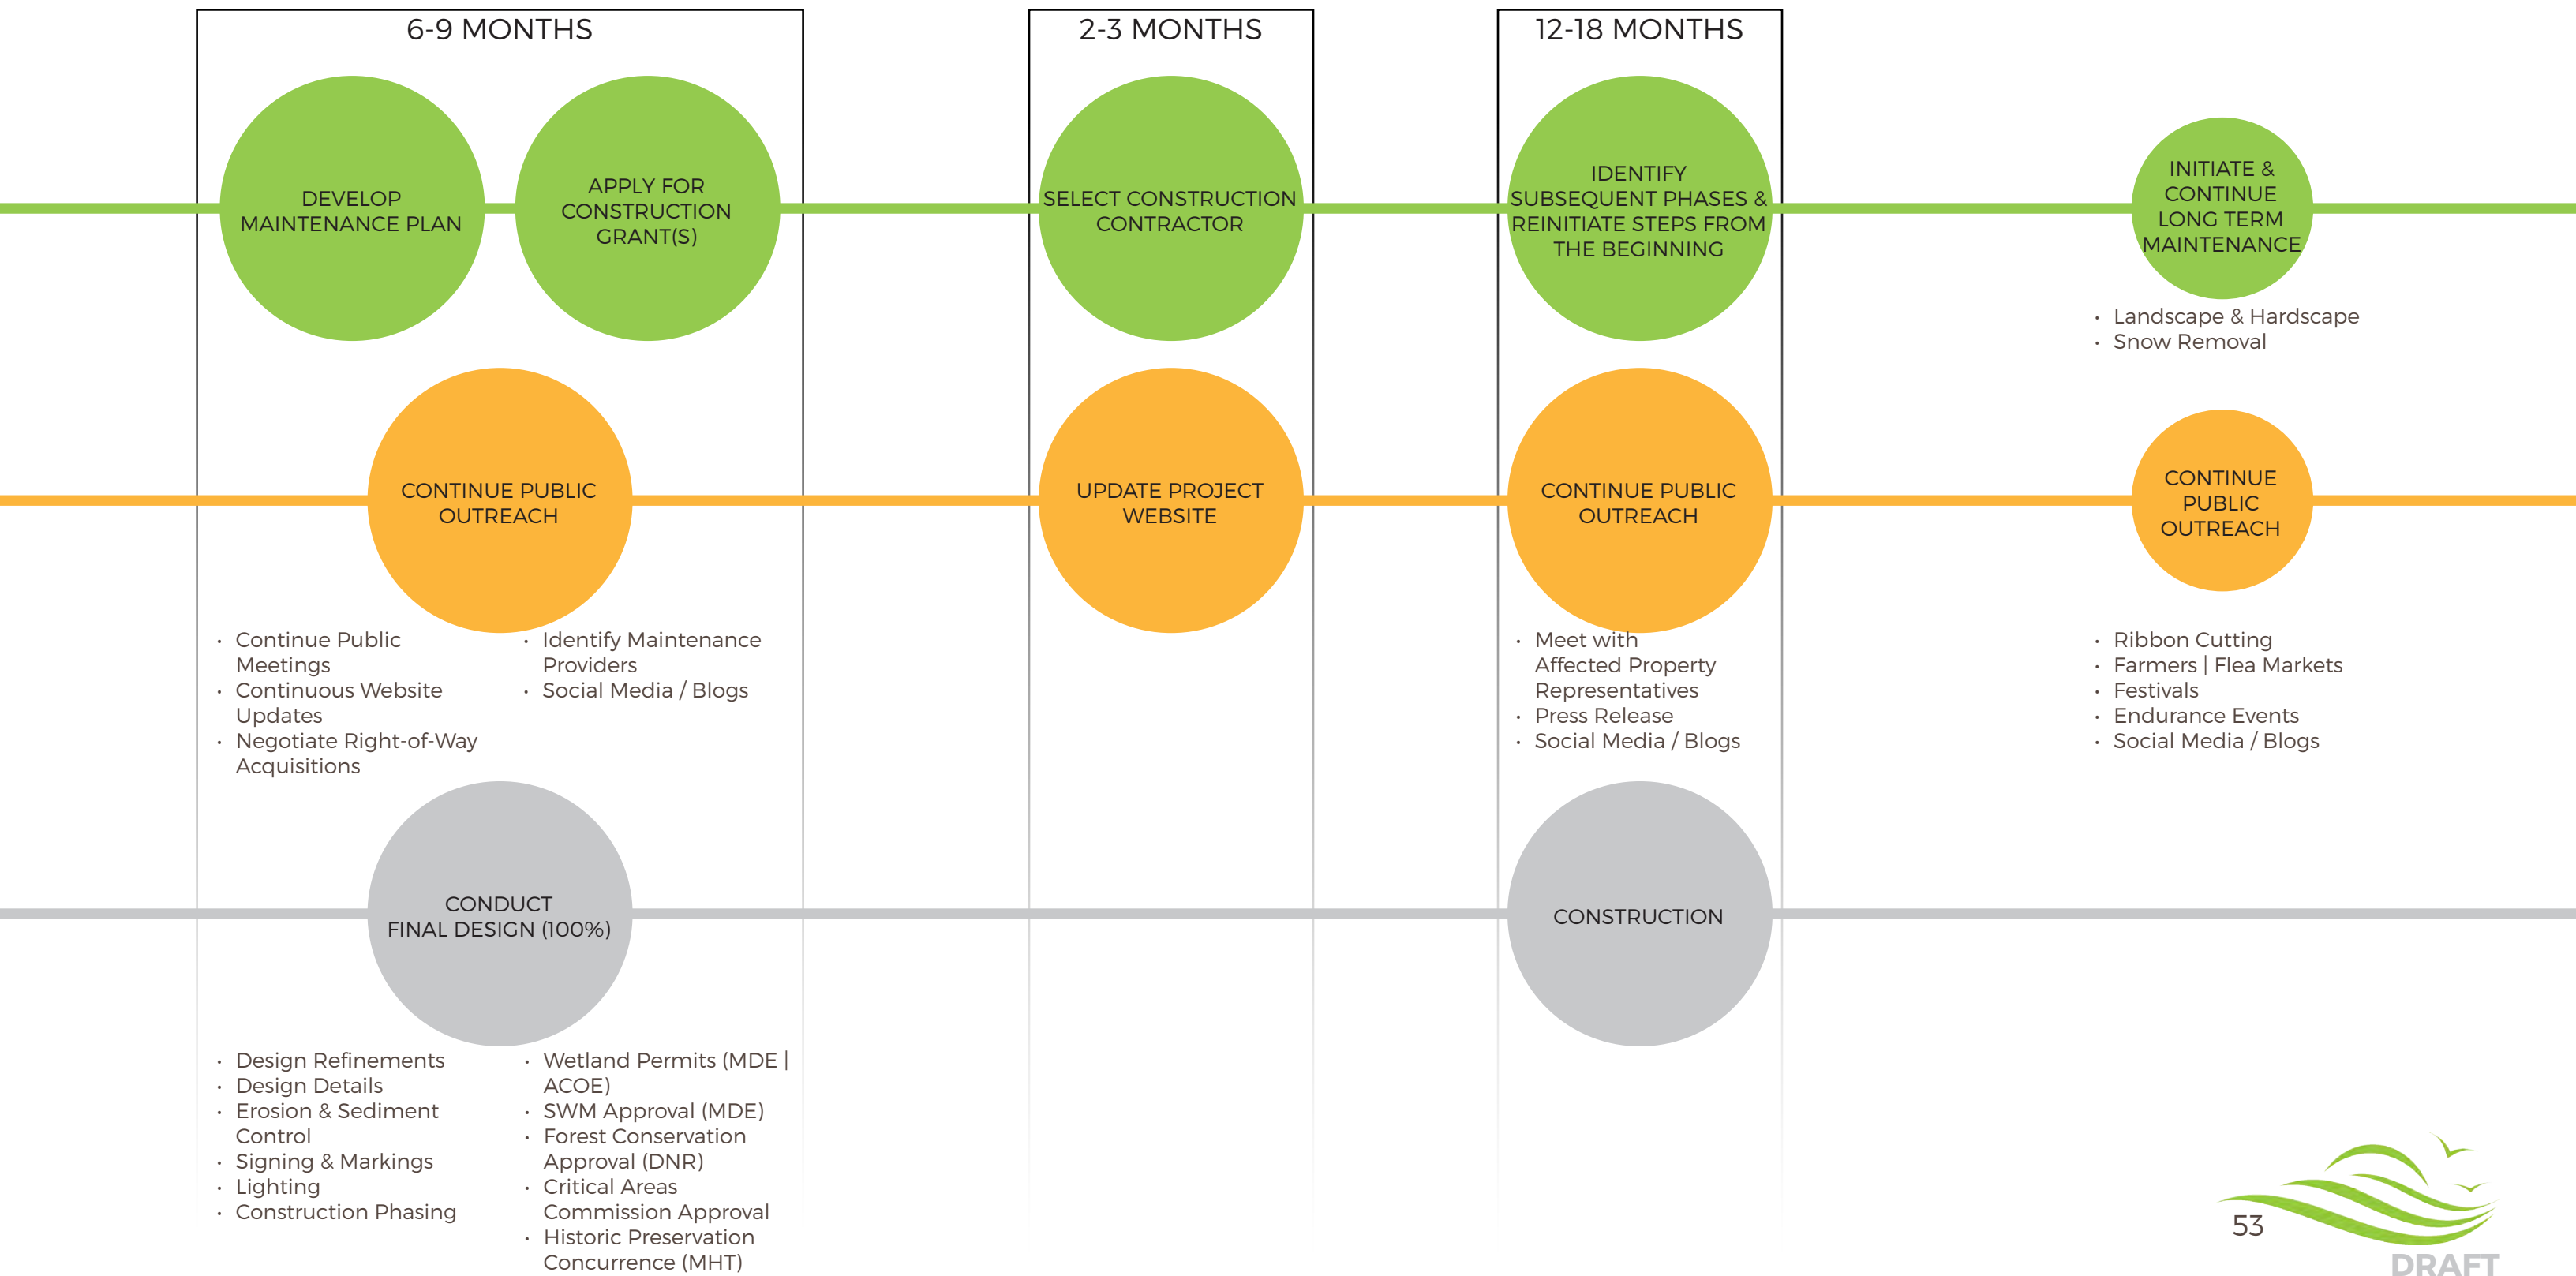 6-9 MONTHS
2-3 MONTHS
12-18 MONTHS
DEVELOP
MAINTENANCE PLAN
APPLY FOR
CONSTRUCTION
GRANT(S)
SELECT CONSTRUCTION
CONTRACTOR
IDENTIFY
SUBSEQUENT PHASES &
REINITIATE STEPS FROM
THE BEGINNING
INITIATE &
CONTINUE
LONG TERM
MAINTENANCE
• Landscape & Hardscape
• Snow Removal
CONTINUE PUBLIC
OUTREACH
UPDATE PROJECT
WEBSITE
CONTINUE PUBLIC
OUTREACH
CONTINUE
PUBLIC
OUTREACH
• Continue Public
Meetings
• Continuous Website
Updates
• Negotiate Right-of-Way
Acquisitions
• Identify Maintenance
Providers
• Social Media / Blogs
• Meet with
Affected Property
Representatives
• Press Release
• Social Media / Blogs
• Ribbon Cutting
• Farmers | Flea Markets
• Festivals
• Endurance Events
• Social Media / Blogs
CONDUCT
FINAL DESIGN (100%)
CONSTRUCTION
• Design Refinements
• Design Details
• Erosion & Sediment
Control
• Signing & Markings
• Lighting
• Construction Phasing
• Wetland Permits (MDE |
ACOE)
• SWM Approval (MDE)
• Forest Conservation
Approval (DNR)
• Critical Areas
Commission Approval
• Historic Preservation
Concurrence (MHT)
53
DRAFT